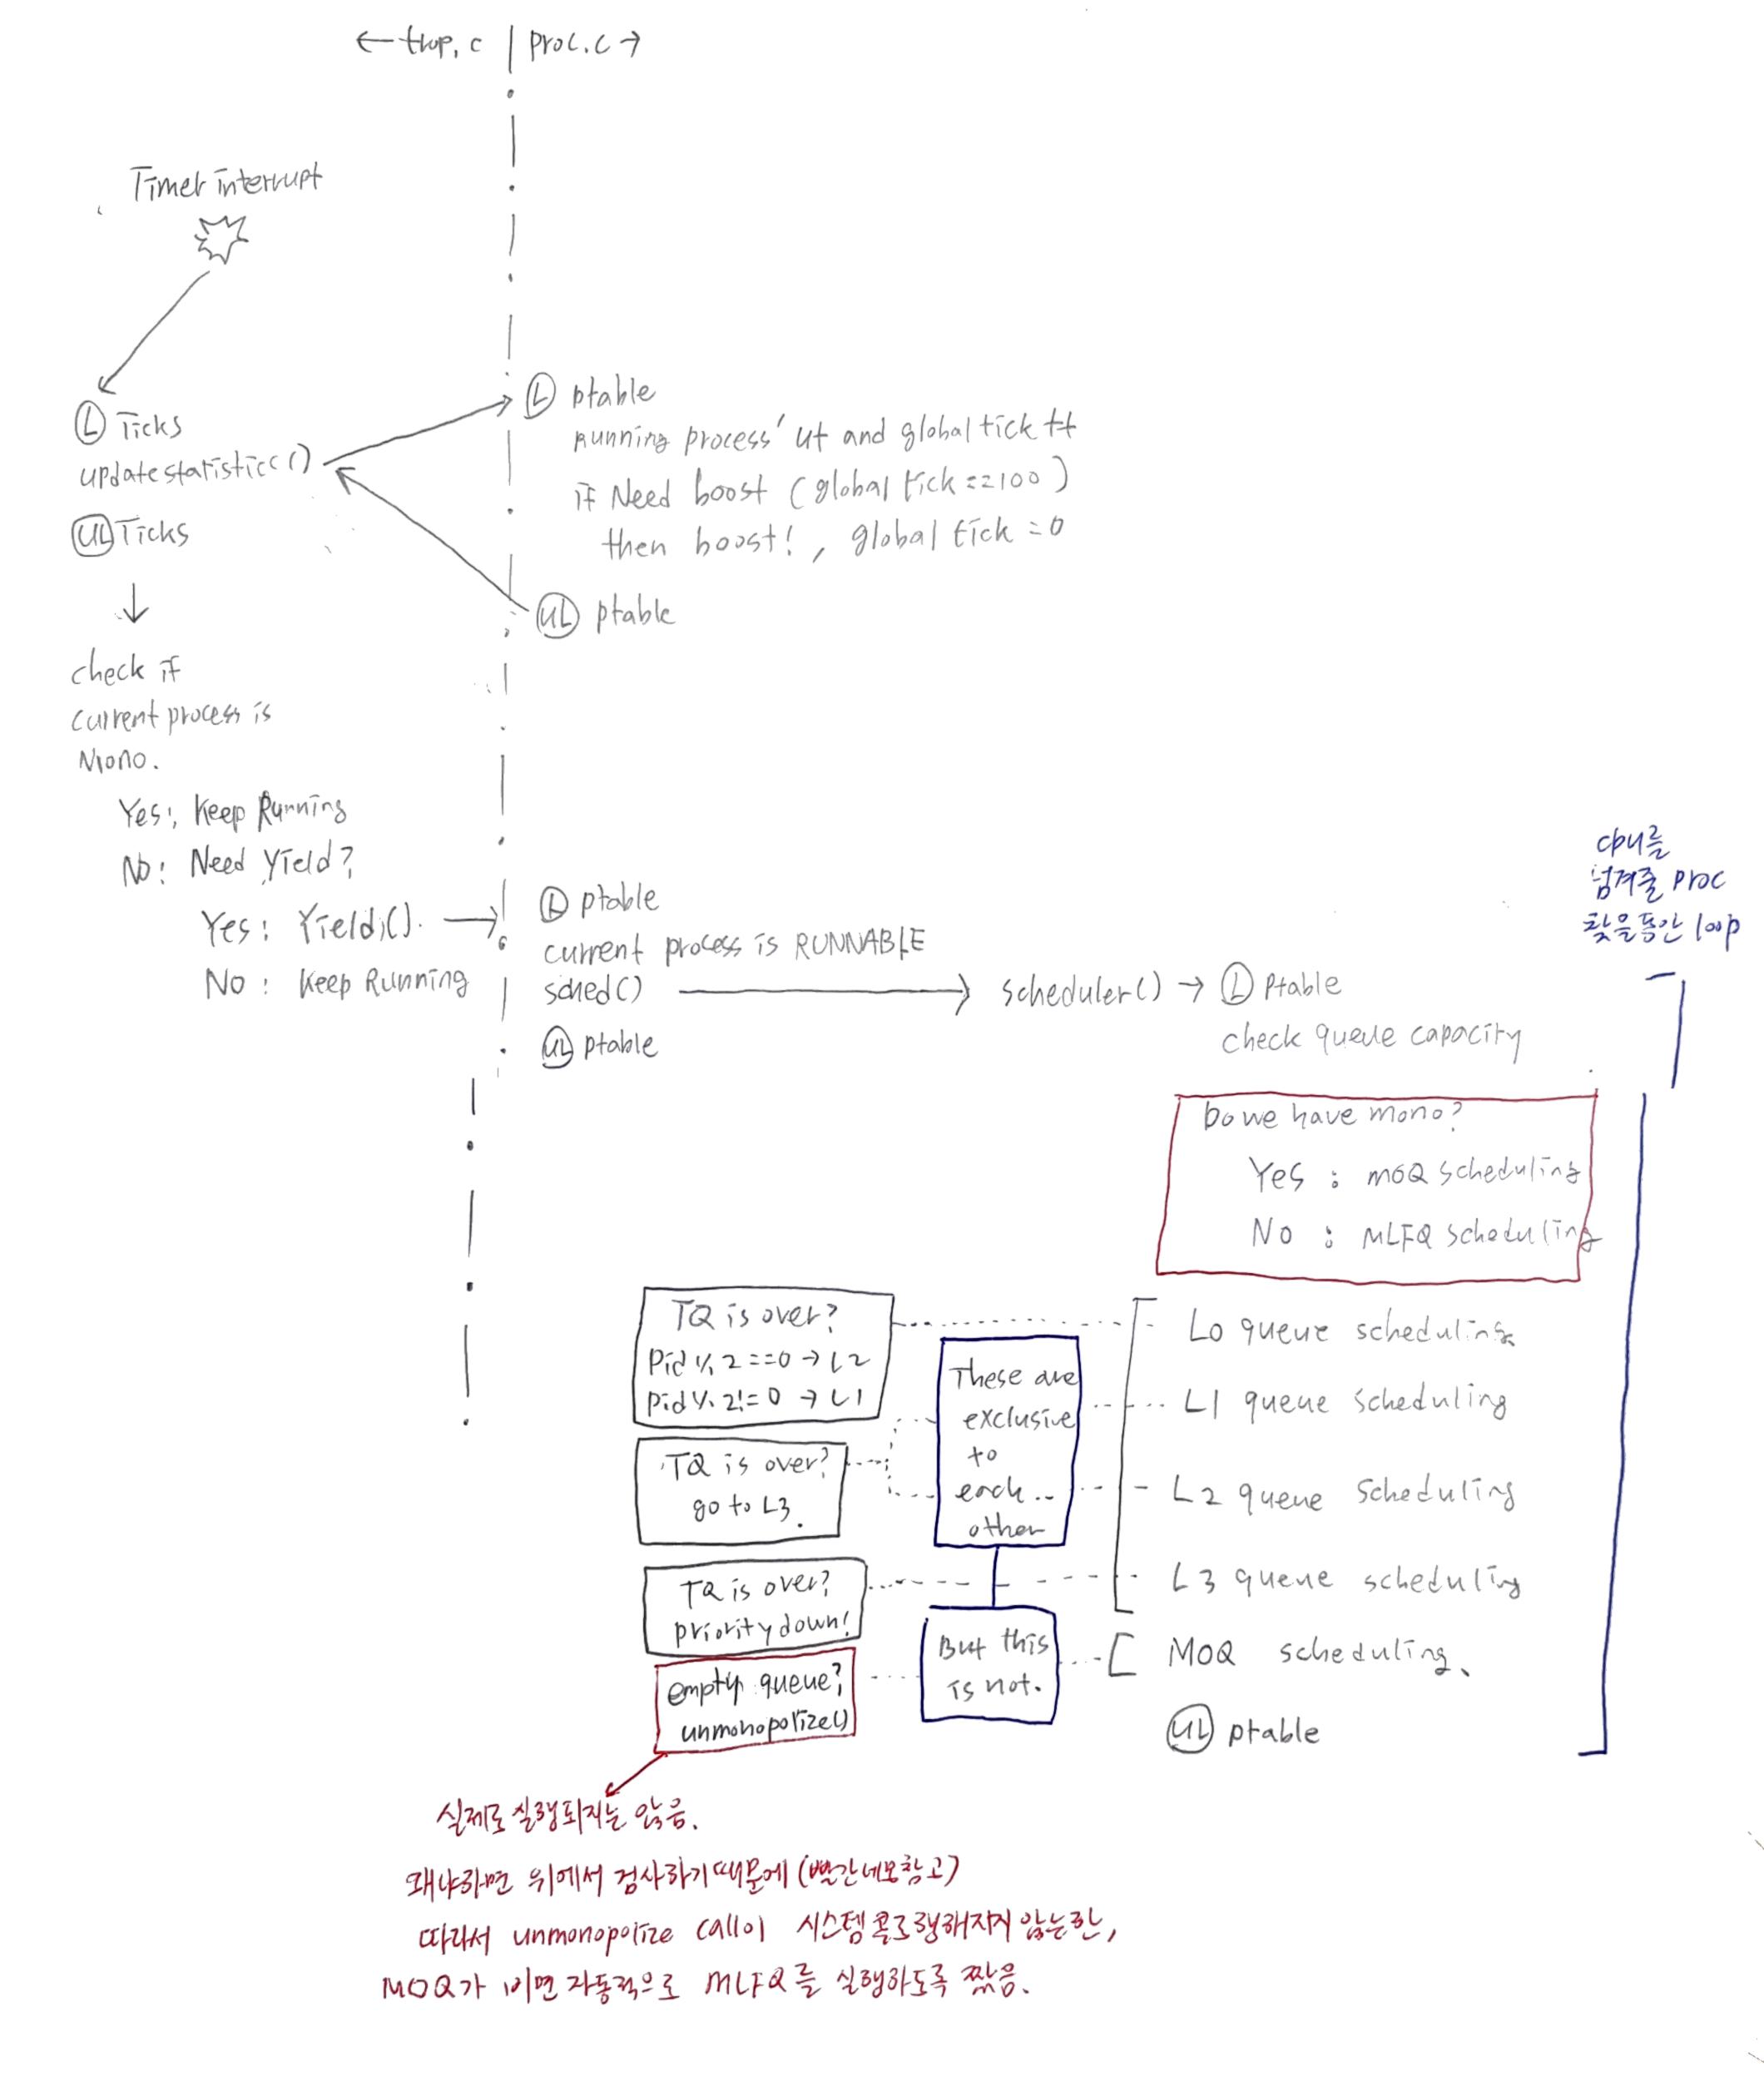 ← trap.c | proc.c →
Timer interrupt
Ⓛ Ticks
updatestatistic()
ⓊⓁ Ticks
↓
check if
current process is
Mono.
Yes: Keep Running
No: Need Yield?
Yes: Yield(). →
No: Keep Running
Ⓛ ptable
Running process' ut and global tick ++
if Need boost (global tick == 100)
then boost!, global tick = 0
ⓊⓁ ptable
Ⓛ ptable
current process is RUNNABLE
sched() → scheduler() → Ⓛ Ptable
ⓊⓁ ptable
check queue capacity
cpu를
넘겨줄 proc
찾을동안 loop
Do we have mono?
Yes : MOQ scheduling
No : MLFQ scheduling
L0 queue scheduling
L1 queue scheduling
L2 queue scheduling
L3 queue scheduling
MOQ scheduling.
ⓊⓁ ptable
TQ is over?
Pid % 2 == 0 → L2
Pid % 2 != 0 → L1
TQ is over?
go to L3.
TQ is over?
priority down!
empty queue?
unmonopolize()
These are
exclusive
to
each..
other
But this
is not.
실제로 실행되지는 않음.
왜냐하면 위에서 검사하기때문에 (빨간네모참고)
따라서 unmonopolize call이 시스템콜로행해지지 않는한,
MOQ가 비면 자동적으로 MLFQ를 실행하도록 짰음.